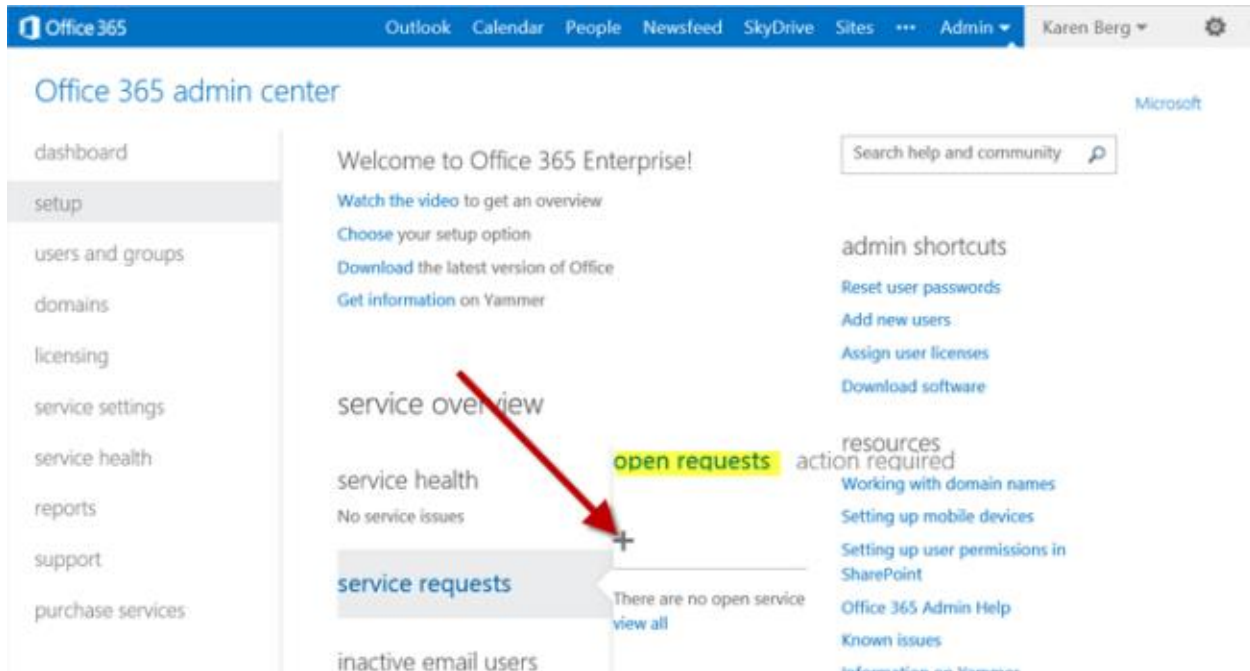 Office 365 Outlook Calendar People Newsfeed SkyDrive Sites ••• Admin Karen Berg
Office 365 admin center
Microsoft
dashboard
setup
users and groups
domains
licensing
service settings
service health
reports
support
purchase services
Welcome to Office 365 Enterprise!
Watch the video to get an overview
Choose your setup option
Download the latest version of Office
Get information on Yammer
service overview
service health
No service issues
service requests
inactive email users
open requests action required
There are no open service
view all
Search help and community
admin shortcuts
Reset user passwords
Add new users
Assign user licenses
Download software
resources
Working with domain names
Setting up mobile devices
Setting up user permissions in
SharePoint
Office 365 Admin Help
Known issues
Information on Yammer